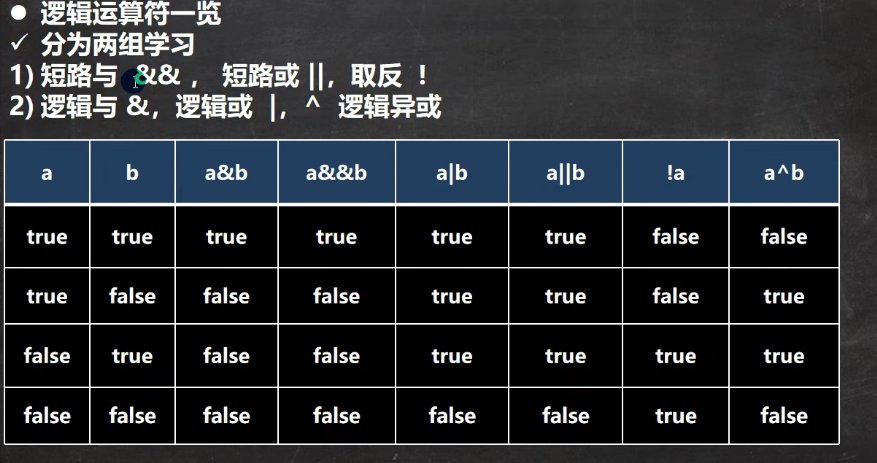 ● 逻辑运算符一览
✓ 分为两组学习
1) 短路与 && ， 短路或 ||，取反 !
2) 逻辑与 &，逻辑或 |，^ 逻辑异或
a b a&b a&&b a|b a||b !a a^b
true true true true true true false false
true false false false true true false true
false true false false true true true true
false false false false false false true false